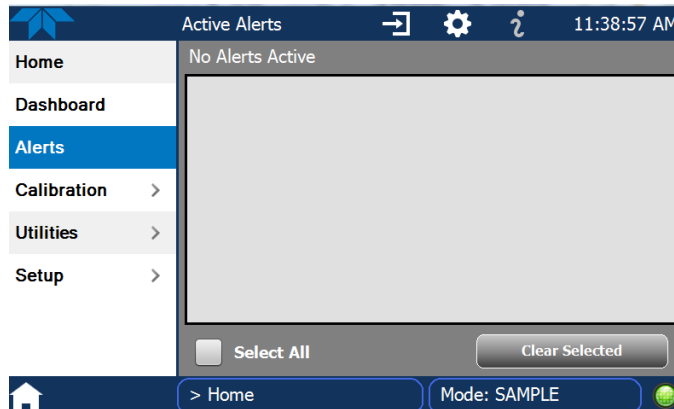 Active Alerts
11:38:57 AM
Home
No Alerts Active
Dashboard
Alerts
Calibration >
Utilities >
Setup >
Select All
Clear Selected
> Home
Mode: SAMPLE